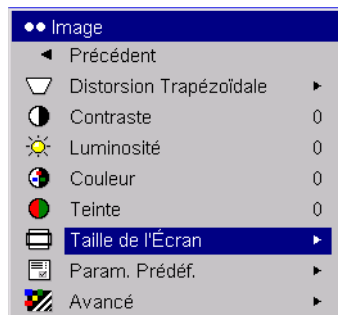 Image
Précédent
Distorsion Trapézoïdale
Contraste 0
Luminosité 0
Couleur 0
Teinte 0
Taille de l'Écran
Param. Prédéf.
Avancé